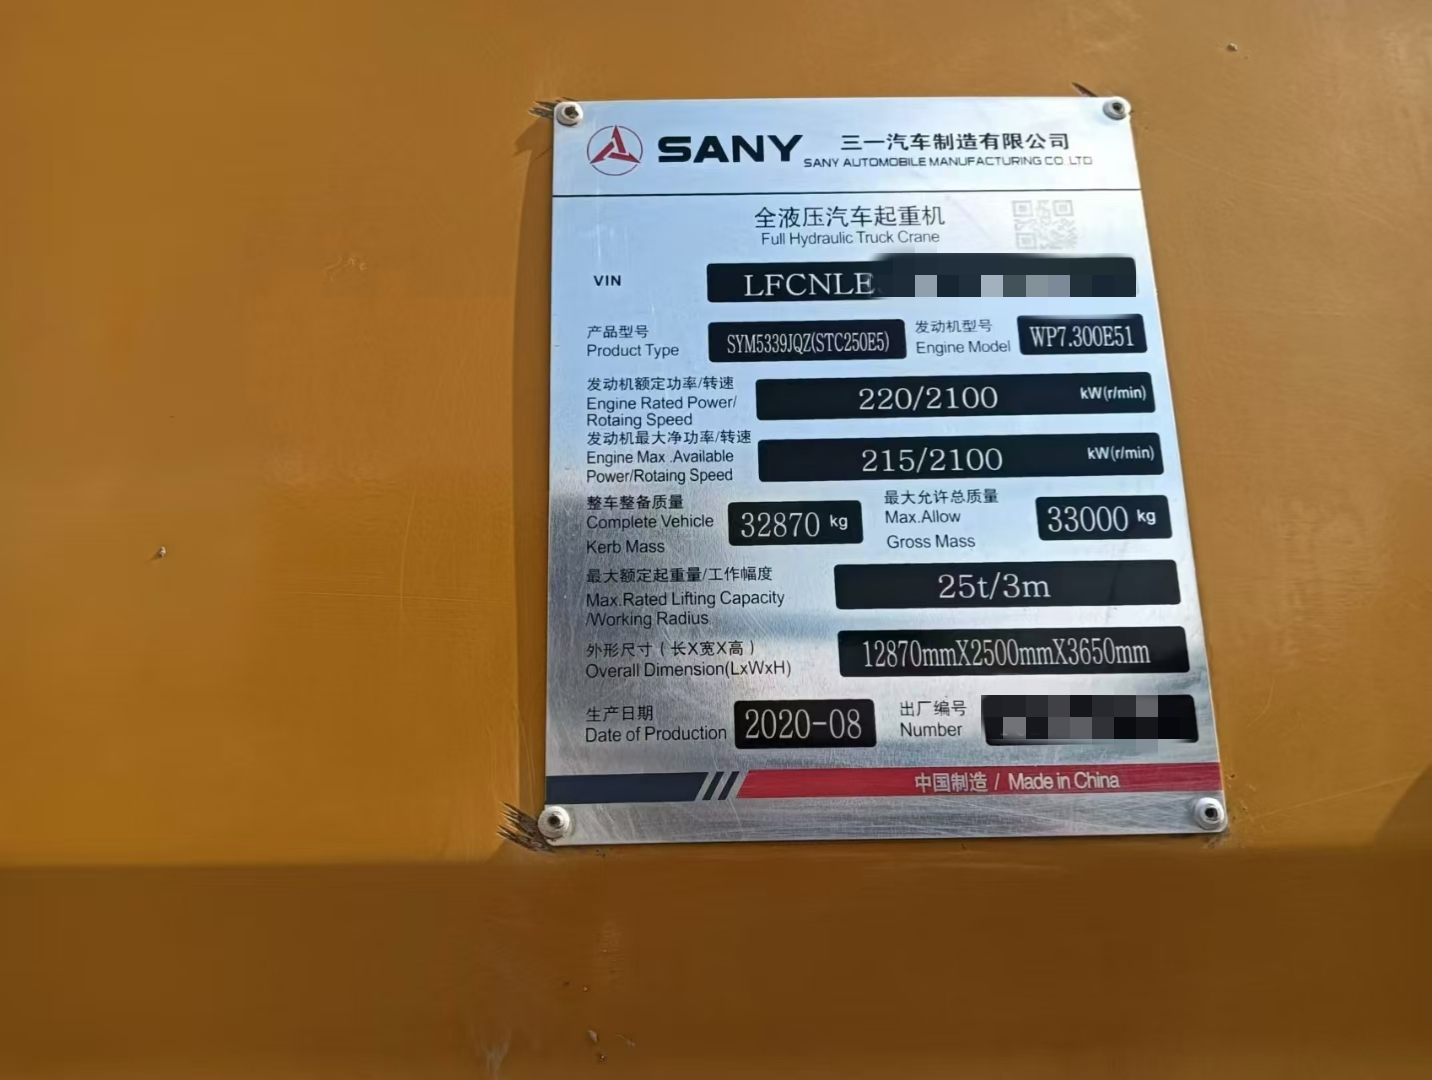 SANY 三一汽车制造有限公司
SANY AUTOMOBILE MANUFACTURING CO.,LTD
全液压汽车起重机
Full Hydraulic Truck Crane
VIN LFCNLE
产品型号 发动机型号
Product Type SYM5339JQZ(STC250E5) Engine Model WP7.300E51
发动机额定功率/转速
Engine Rated Power/ 220/2100 kW(r/min)
Rotaing Speed
发动机最大净功率/转速
Engine Max .Available 215/2100 kW(r/min)
Power/Rotaing Speed
整车整备质量 最大允许总质量
Complete Vehicle 32870 kg Max.Allow 33000 kg
Kerb Mass Gross Mass
最大额定起重量/工作幅度
Max.Rated Lifting Capacity 25t/3m
/Working Radius
外形尺寸（长X宽X高）
Overall Dimension(LxWxH) 12870mmX2500mmX3650mm
生产日期 出厂编号
Date of Production 2020-08 Number
中国制造 / Made in China